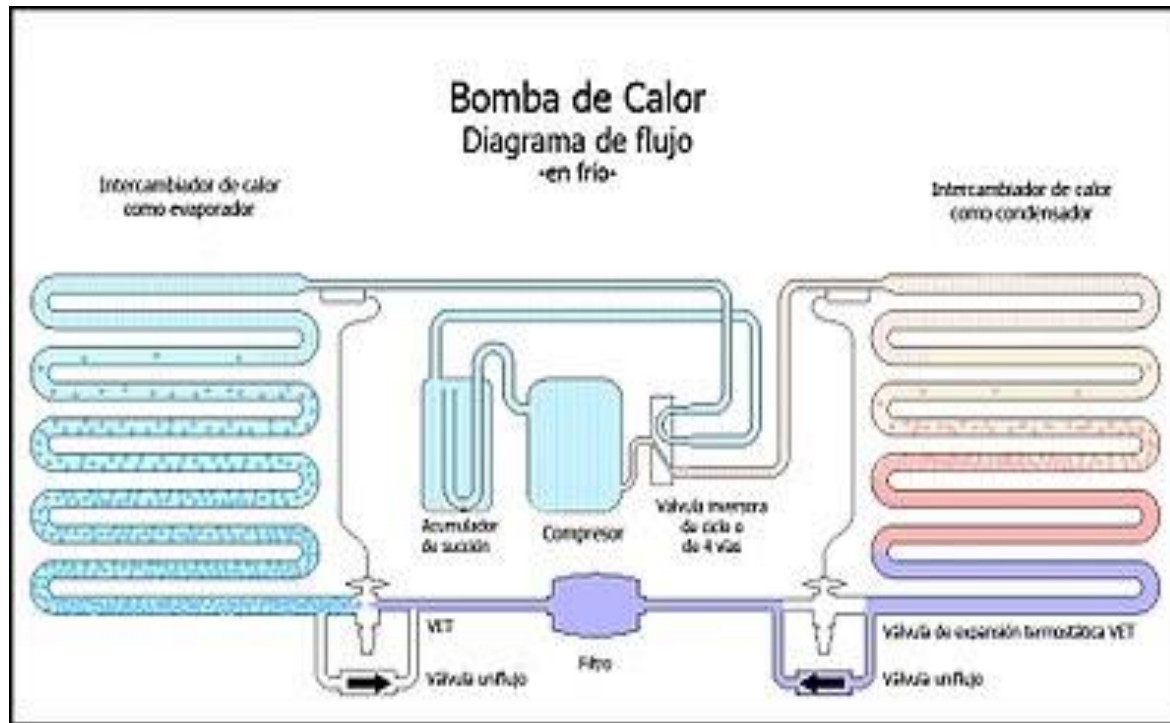 Bomba de Calor
Diagrama de flujo
-en frío-
Intercambiador de calor
como evaporador
Intercambiador de calor
como condensador
Acumulador
de succión
Compresor
Válvula inversora
de ciclo o
de 4 vías
VET
Filtro
Válvula de expansión termostática VET
Válvula unflujo
Válvula unflujo